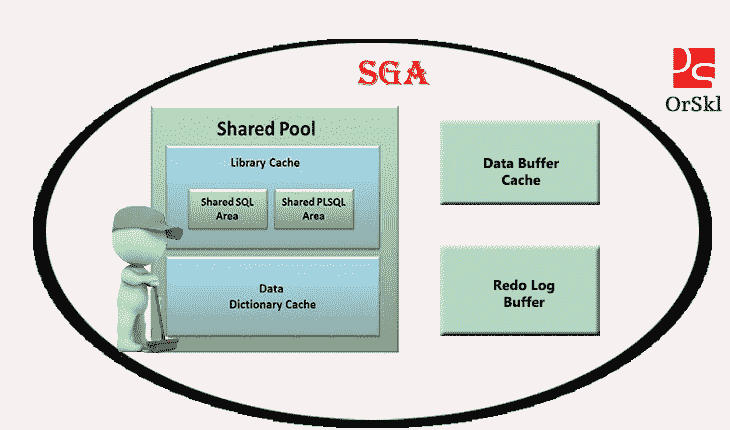 SGA
OrSkl
Shared Pool
Library Cache
Shared SQL
Area
Shared PLSQL
Area
Data
Dictionary Cache
Data Buffer
Cache
Redo Log
Buffer